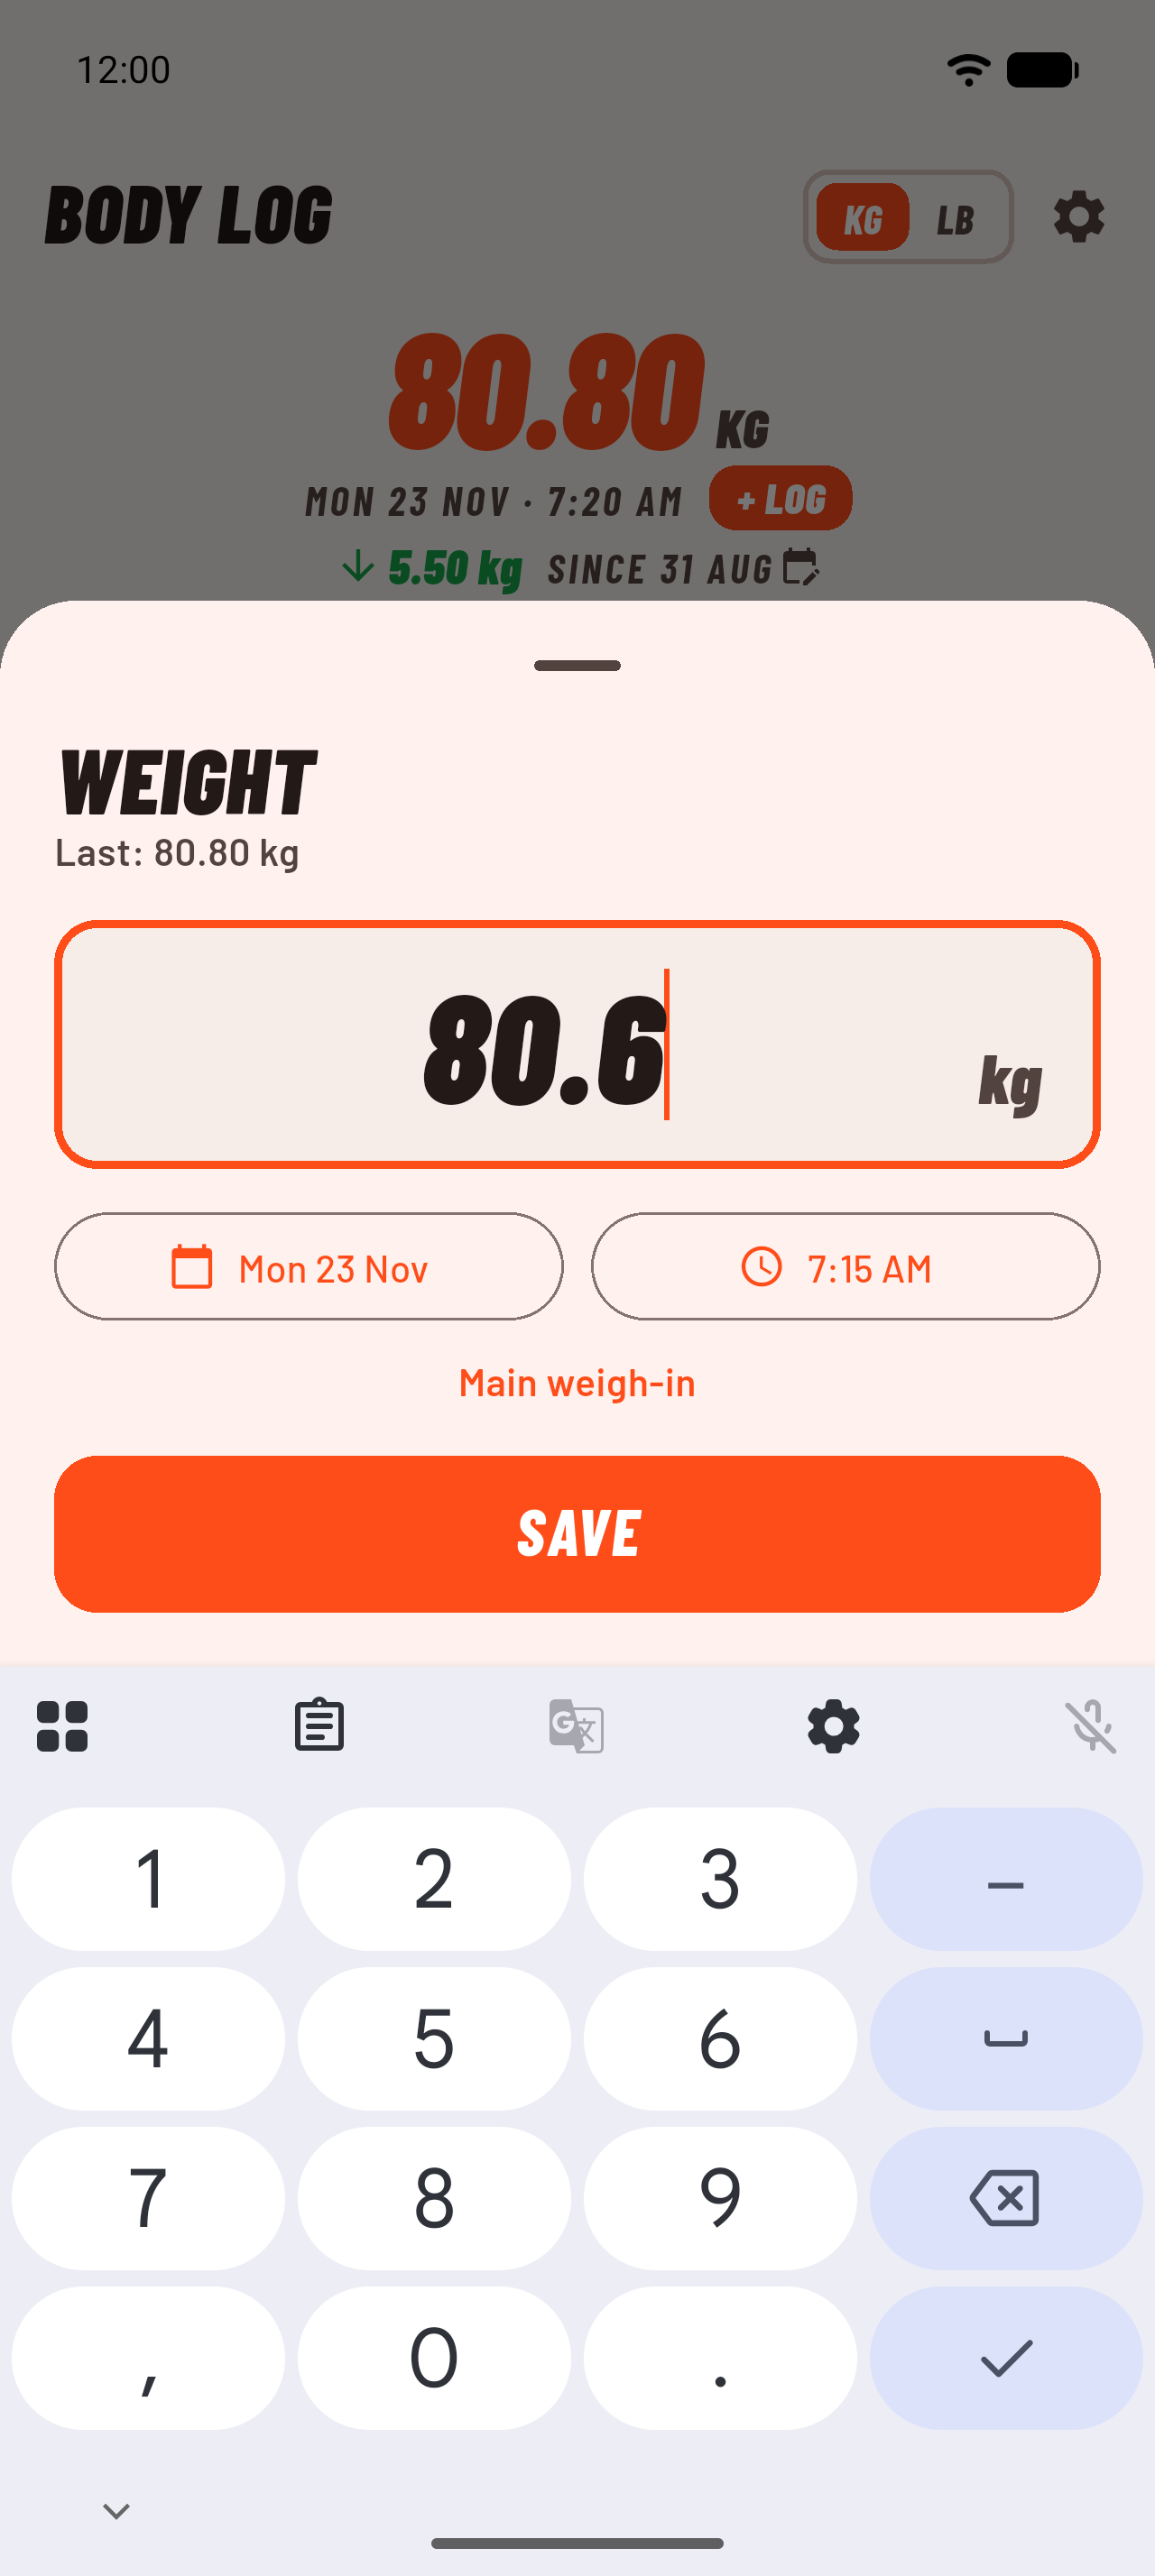 12:00
BODY LOG
KG LB
80.80 KG
MON 23 NOV · 7:20 AM + LOG
5.50 kg SINCE 31 AUG
WEIGHT
Last: 80.80 kg
80.6 kg
Mon 23 Nov 7:15 AM
Main weigh-in
SAVE
G
1 2 3 –
4 5 6
7 8 9
, 0 .